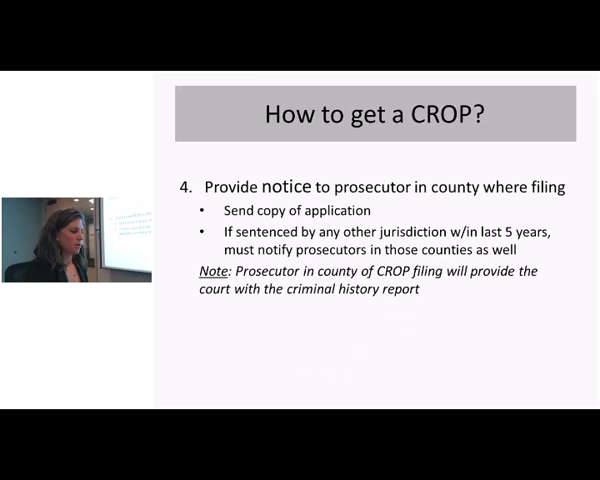 How to get a CROP?
4. Provide notice to prosecutor in county where filing
• Send copy of application
• If sentenced by any other jurisdiction w/in last 5 years,
must notify prosecutors in those counties as well
Note: Prosecutor in county of CROP filing will provide the
court with the criminal history report